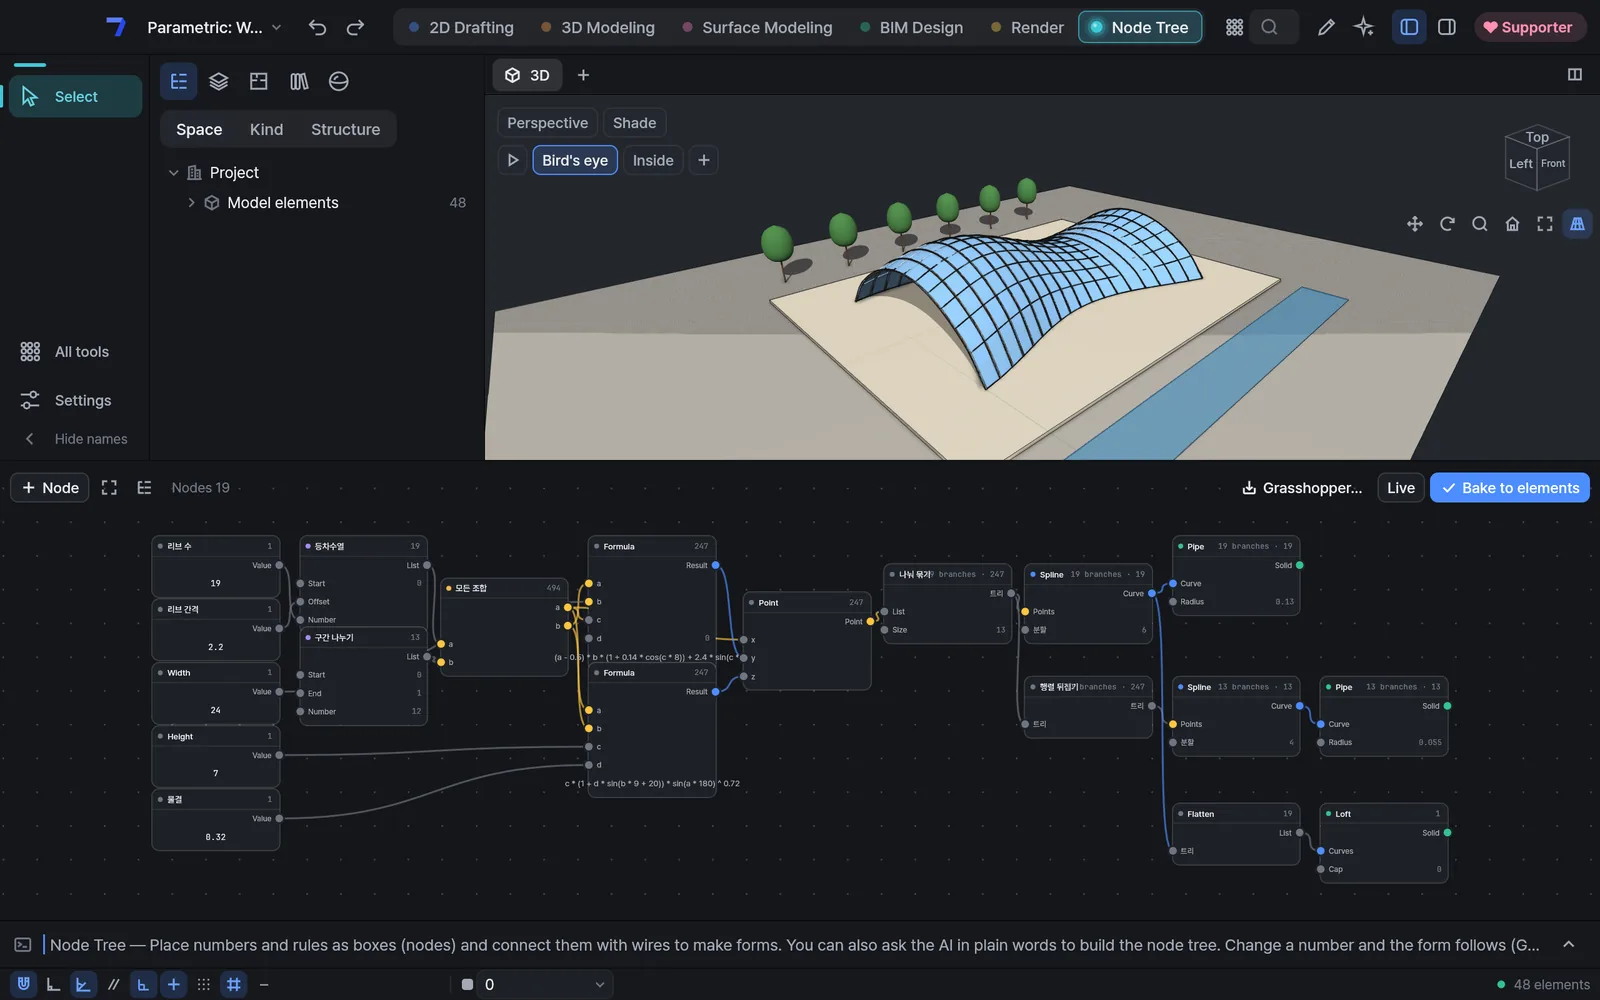 Parametric: W...
2D Drafting
3D Modeling
Surface Modeling
BIM Design
Render
Node Tree
Supporter
Select
All tools
Settings
Hide names
Space
Kind
Structure
Project
Model elements 48
3D
Perspective
Shade
Bird's eye
Inside
Top
Left
Front
Node
Nodes 19
Grasshopper...
Live
Bake to elements
리브 수 1
Value
19
리브 간격 1
Value
2.2
Width 1
Value
24
Height 1
Value
7
물결 1
Value
0.32
등차수열 19
List
Start 0
Offset
Number
구간 나누기 13
List
Start 0
End 1
Number 12
모든 조합 494
a
b
a
b
Formula 247
Result
a
b
c
d 0
(a - 0.5) * b * (1 + 0.14 * cos(c * 8)) + 2.4 * sin(c *
Formula 247
Result
a
b
c
d
c * (1 + d * sin(b * 9 + 20)) * sin(a * 180) ^ 0.72
Point 247
Point
x
y
z
나눠 묶기 branches · 247
트리
List
Size 13
Spline 19 branches · 19
Curve
Points
분할 6
행렬 뒤집기 branches · 247
트리
트리
Pipe 19 branches · 19
Solid
Curve
Radius 0.13
Spline 13 branches · 13
Curve
Points
분할 4
Pipe 13 branches · 13
Solid
Curve
Radius 0.055
Flatten 19
List
트리
Loft 1
Solid
Curves
Cap 0
Node Tree — Place numbers and rules as boxes (nodes) and connect them with wires to make forms. You can also ask the AI in plain words to build the node tree. Change a number and the form follows (G...
0
48 elements